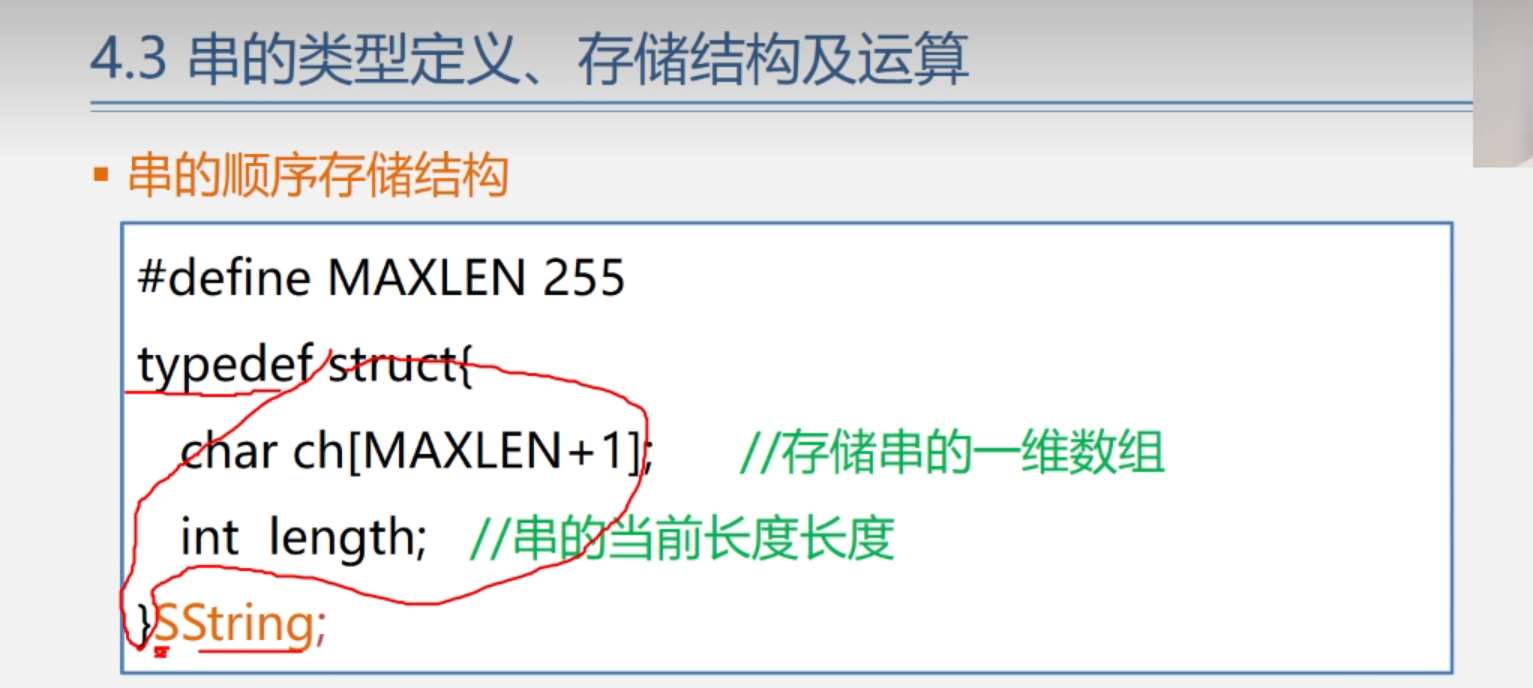 4.3 串的类型定义、存储结构及运算
▪ 串的顺序存储结构
#define MAXLEN 255
typedef struct{
char ch[MAXLEN+1]; //存储串的一维数组
int length; //串的当前长度长度
}SString;